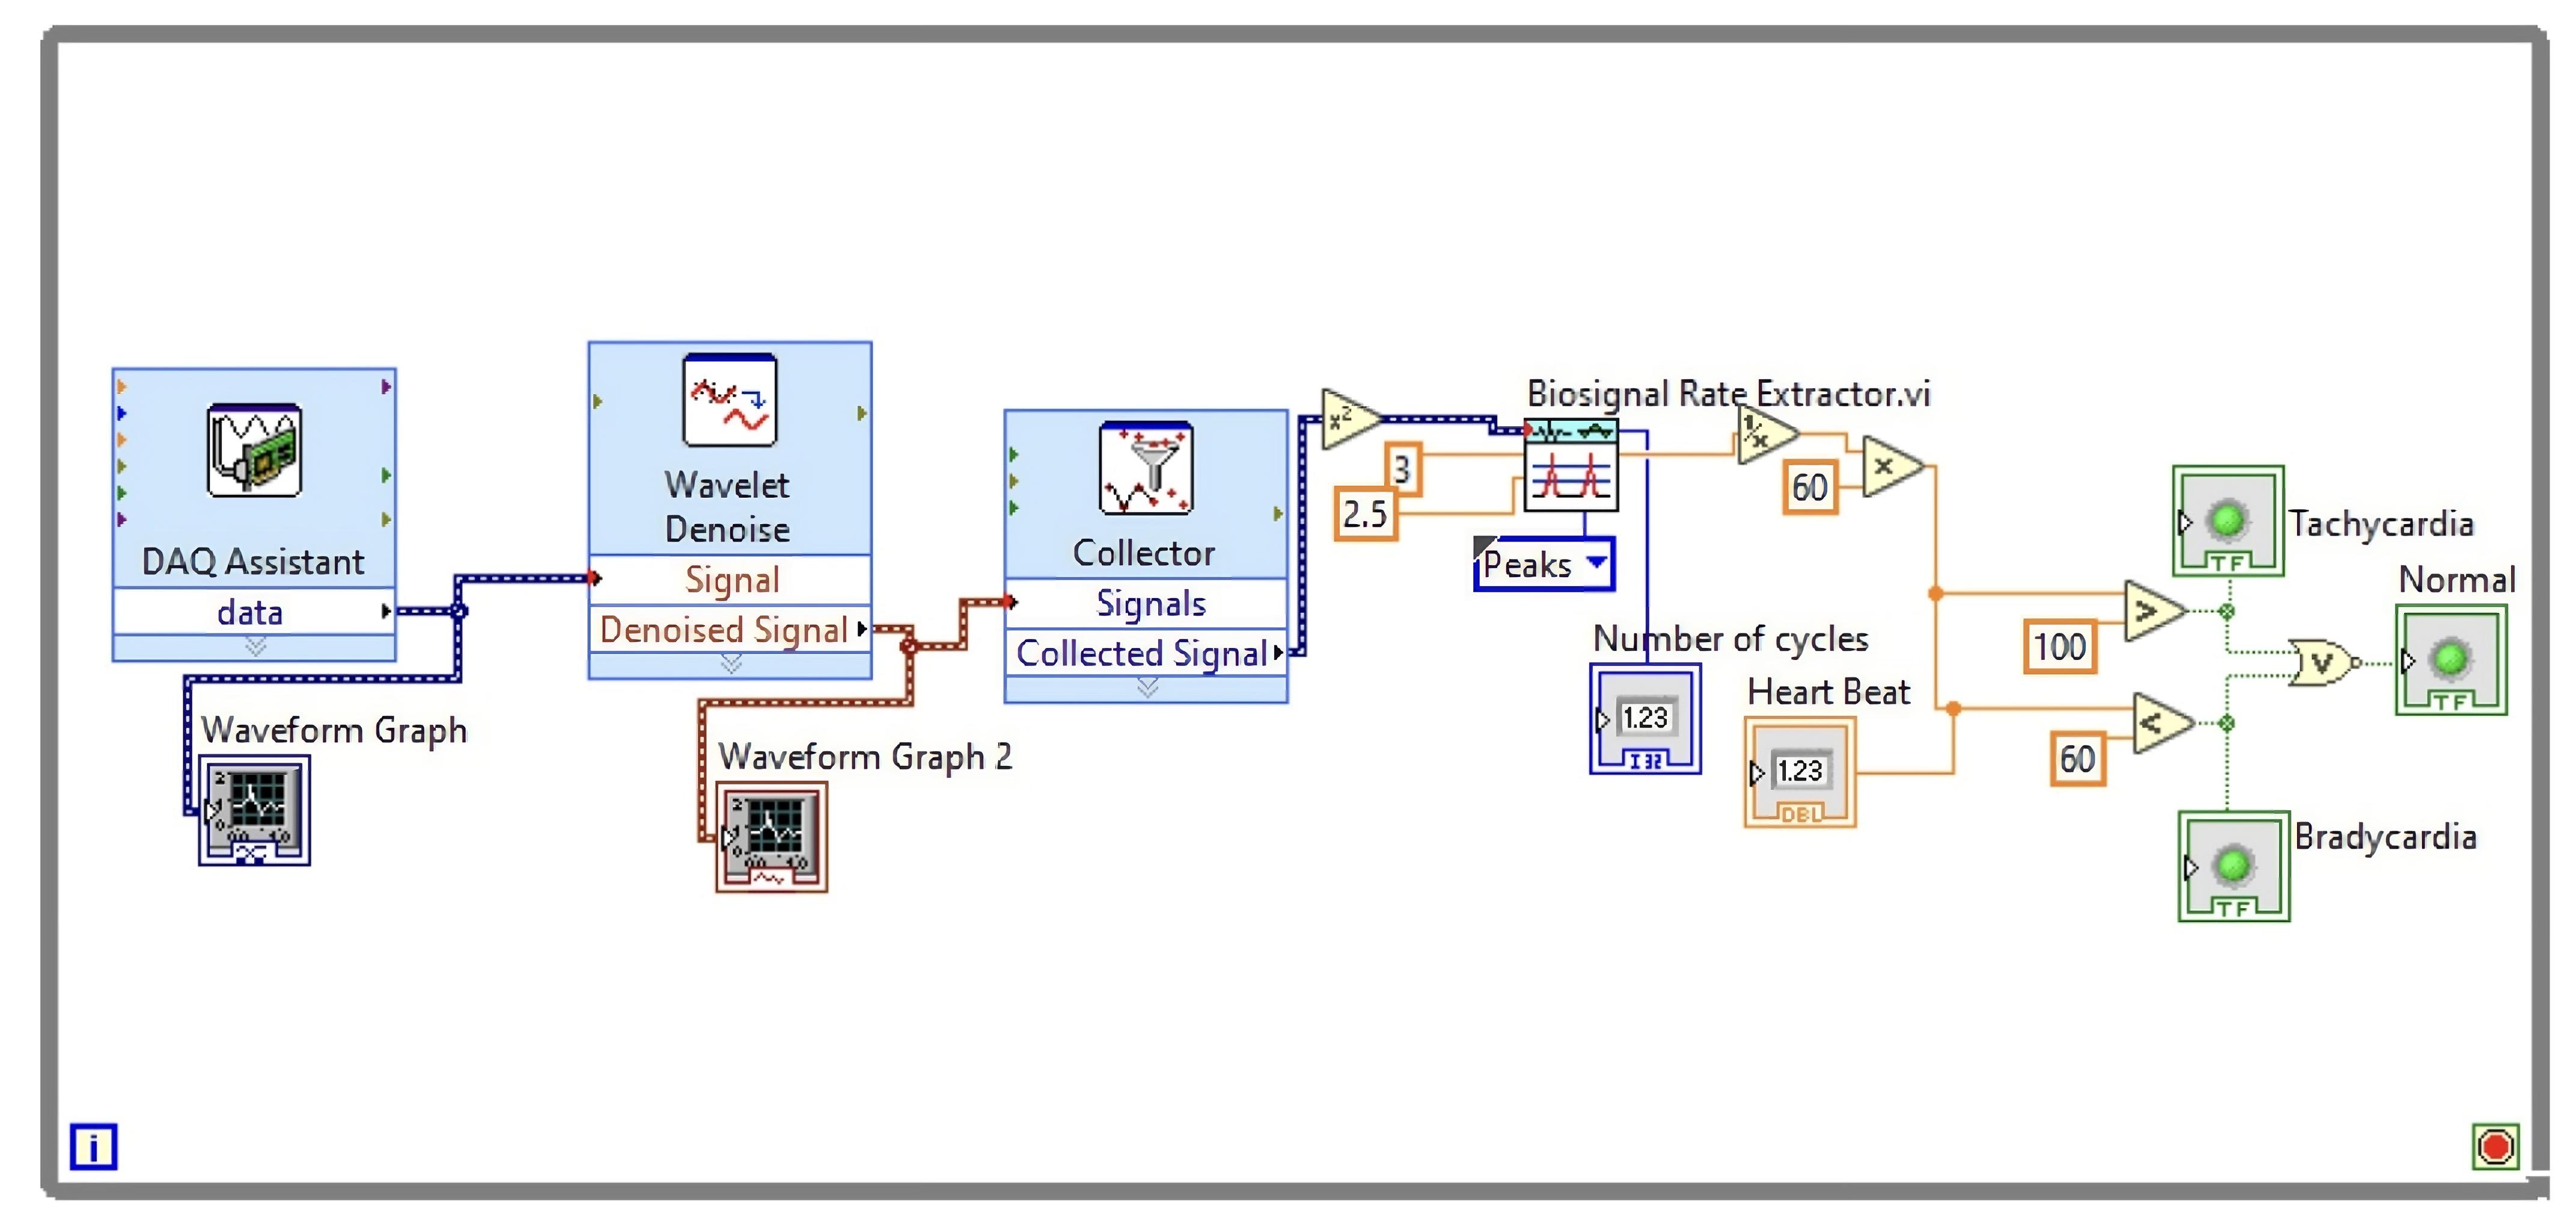 DAQ Assistant
data
Waveform Graph
Wavelet
Denoise
Signal
Denoised Signal
Waveform Graph 2
Collector
Signals
Collected Signal
x²
3
2.5
Biosignal Rate Extractor.vi
Peaks
1/x
60
x
Number of cycles
1.23
I32
Heart Beat
1.23
DBL
>
100
<
60
Tachycardia
TF
V
Normal
TF
Bradycardia
TF
i